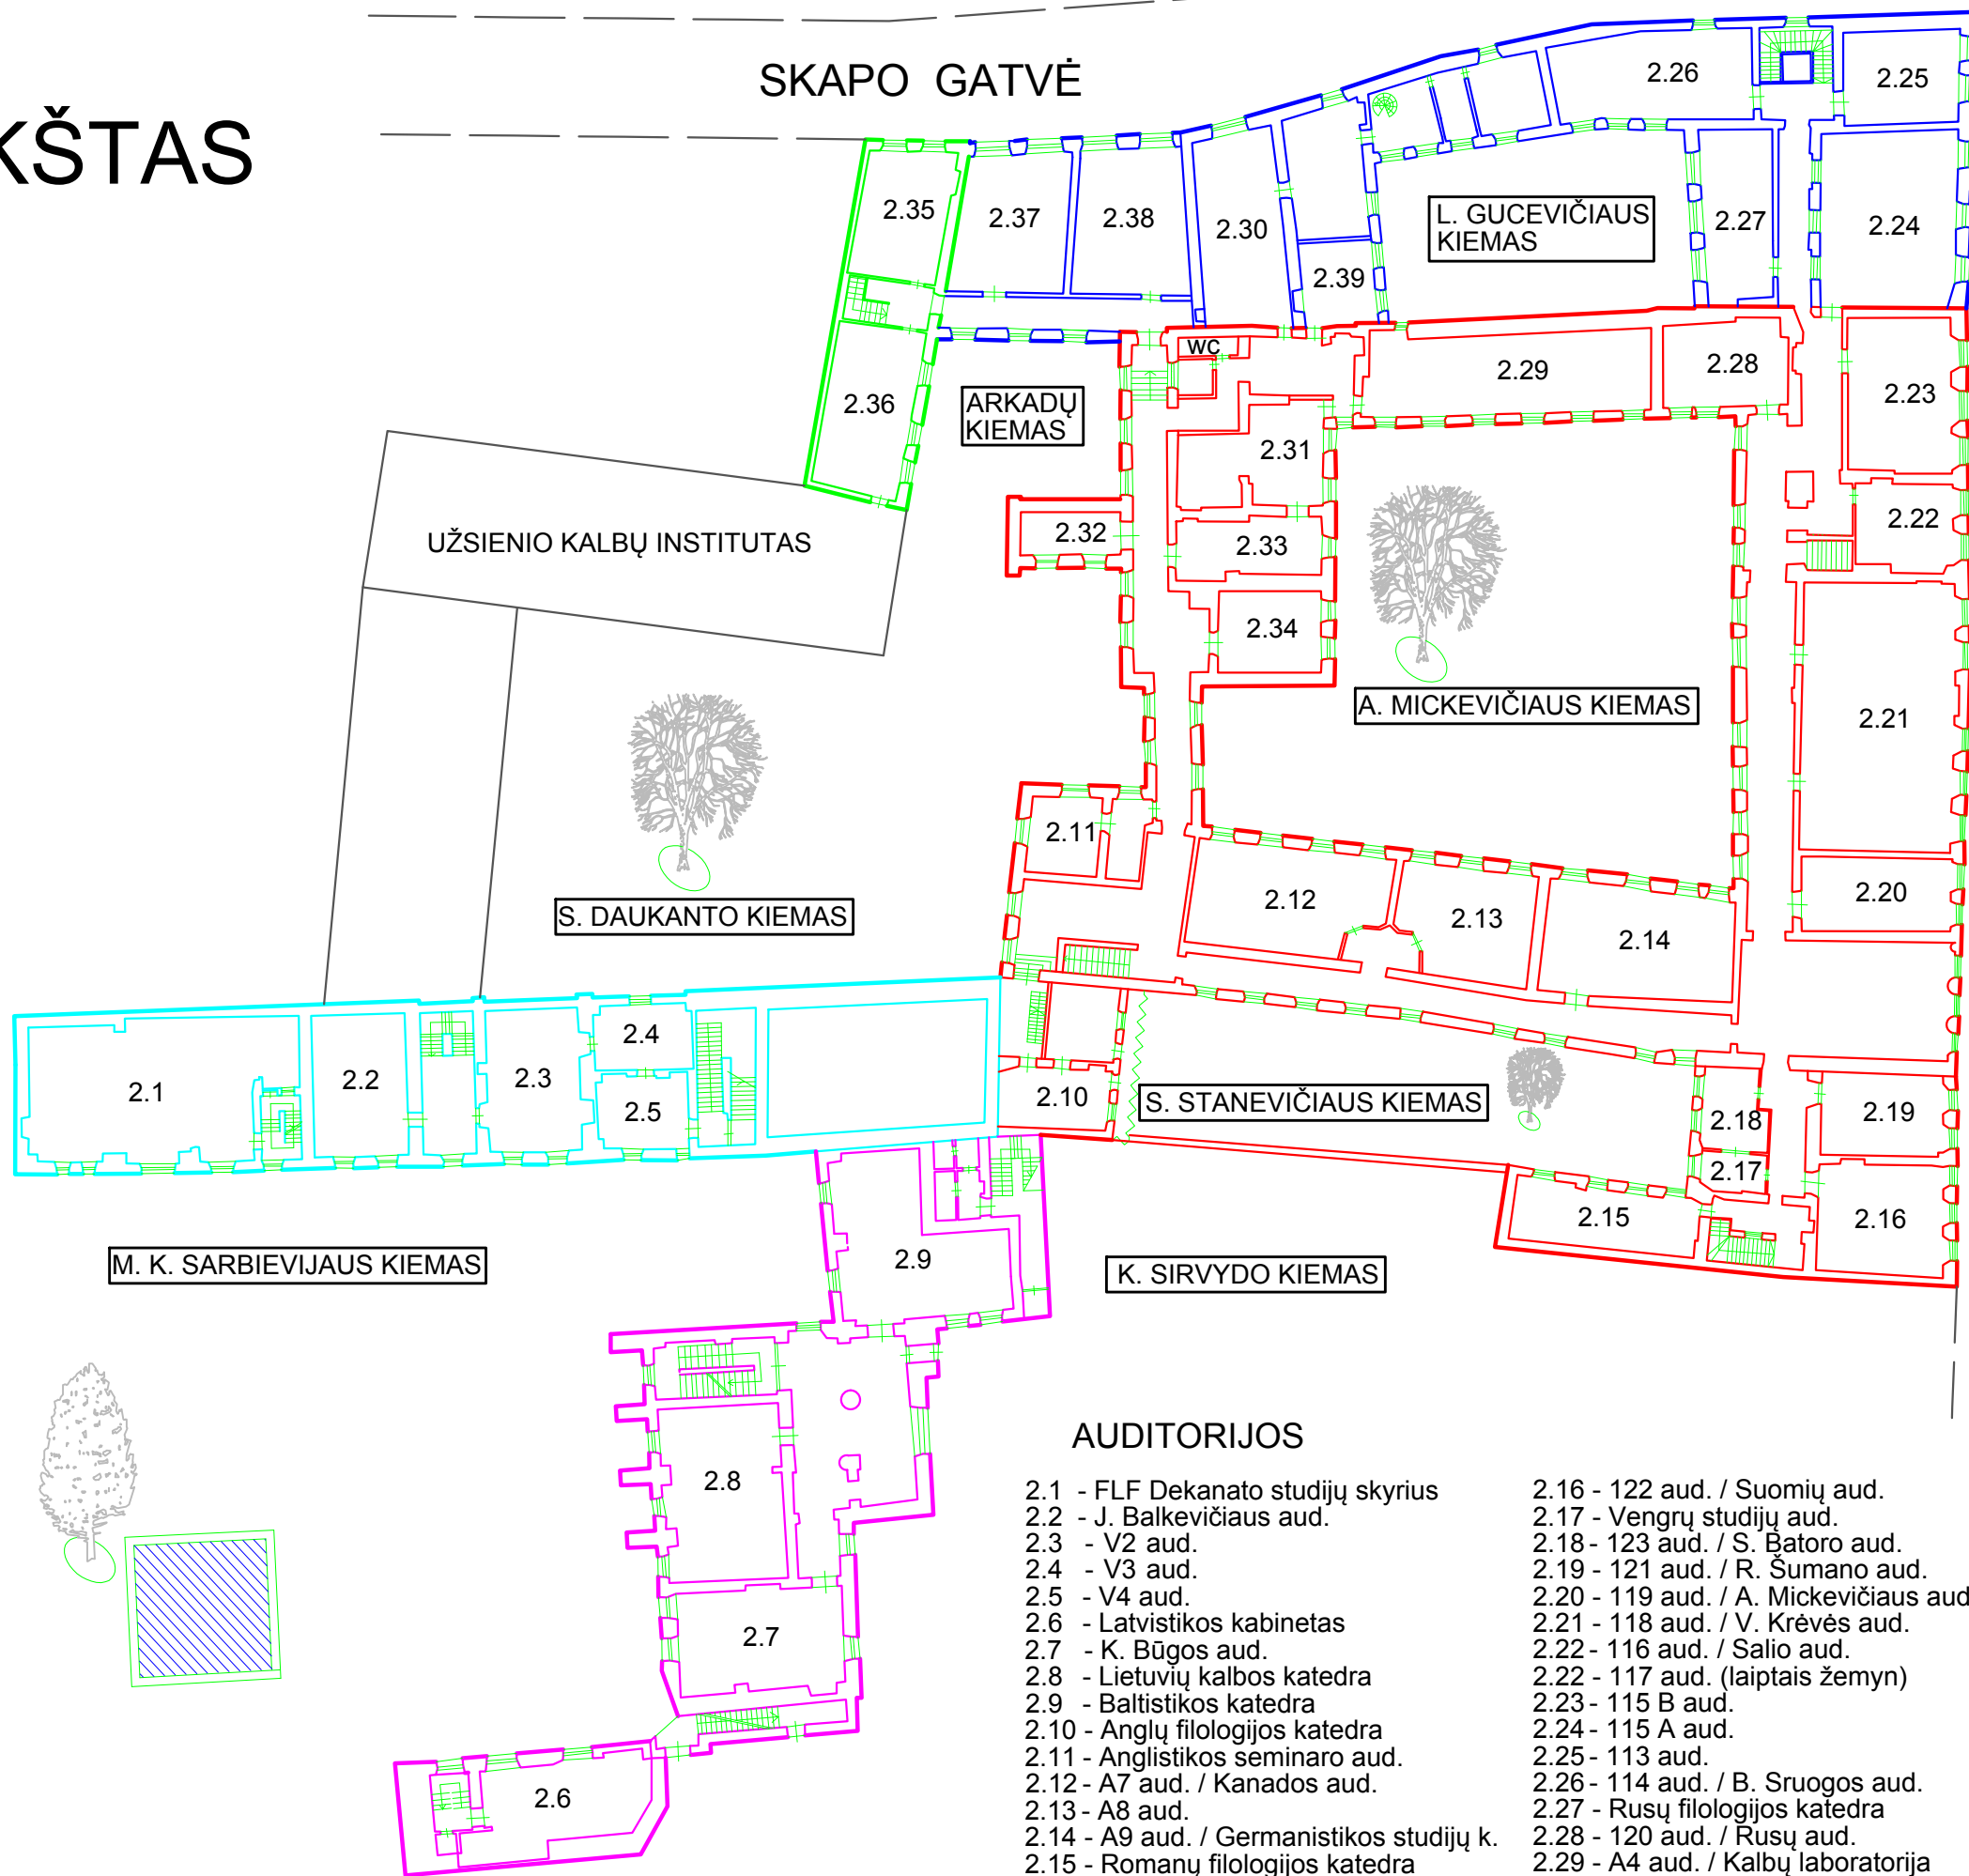 SKAPO GATVĖ
KŠTAS
2.26
2.25
2.35
2.37
2.38
2.30
L. GUCEVIČIAUS
KIEMAS
2.27
2.24
2.39
WC
2.29
2.28
2.36
ARKADŲ
KIEMAS
2.23
2.31
2.32
2.33
2.22
UŽSIENIO KALBŲ INSTITUTAS
2.34
A. MICKEVIČIAUS KIEMAS
2.21
2.11
2.12
2.13
2.14
2.20
S. DAUKANTO KIEMAS
2.4
2.1
2.2
2.3
2.5
2.10
S. STANEVIČIAUS KIEMAS
2.18
2.19
2.17
2.15
2.16
M. K. SARBIEVIJAUS KIEMAS
2.9
K. SIRVYDO KIEMAS
2.8
2.7
2.6
AUDITORIJOS
2.1 - FLF Dekanato studijų skyrius
2.2 - J. Balkevičiaus aud.
2.3 - V2 aud.
2.4 - V3 aud.
2.5 - V4 aud.
2.6 - Latvistikos kabinetas
2.7 - K. Būgos aud.
2.8 - Lietuvių kalbos katedra
2.9 - Baltistikos katedra
2.10 - Anglų filologijos katedra
2.11 - Anglistikos seminaro aud.
2.12 - A7 aud. / Kanados aud.
2.13 - A8 aud.
2.14 - A9 aud. / Germanistikos studijų k.
2.15 - Romanų filologijos katedra
2.16 - 122 aud. / Suomių aud.
2.17 - Vengrų studijų aud.
2.18 - 123 aud. / S. Batoro aud.
2.19 - 121 aud. / R. Šumano aud.
2.20 - 119 aud. / A. Mickevičiaus aud
2.21 - 118 aud. / V. Krėvės aud.
2.22 - 116 aud. / Salio aud.
2.22 - 117 aud. (laiptais žemyn)
2.23 - 115 B aud.
2.24 - 115 A aud.
2.25 - 113 aud.
2.26 - 114 aud. / B. Sruogos aud.
2.27 - Rusų filologijos katedra
2.28 - 120 aud. / Rusų aud.
2.29 - A4 aud. / Kalbų laboratorija